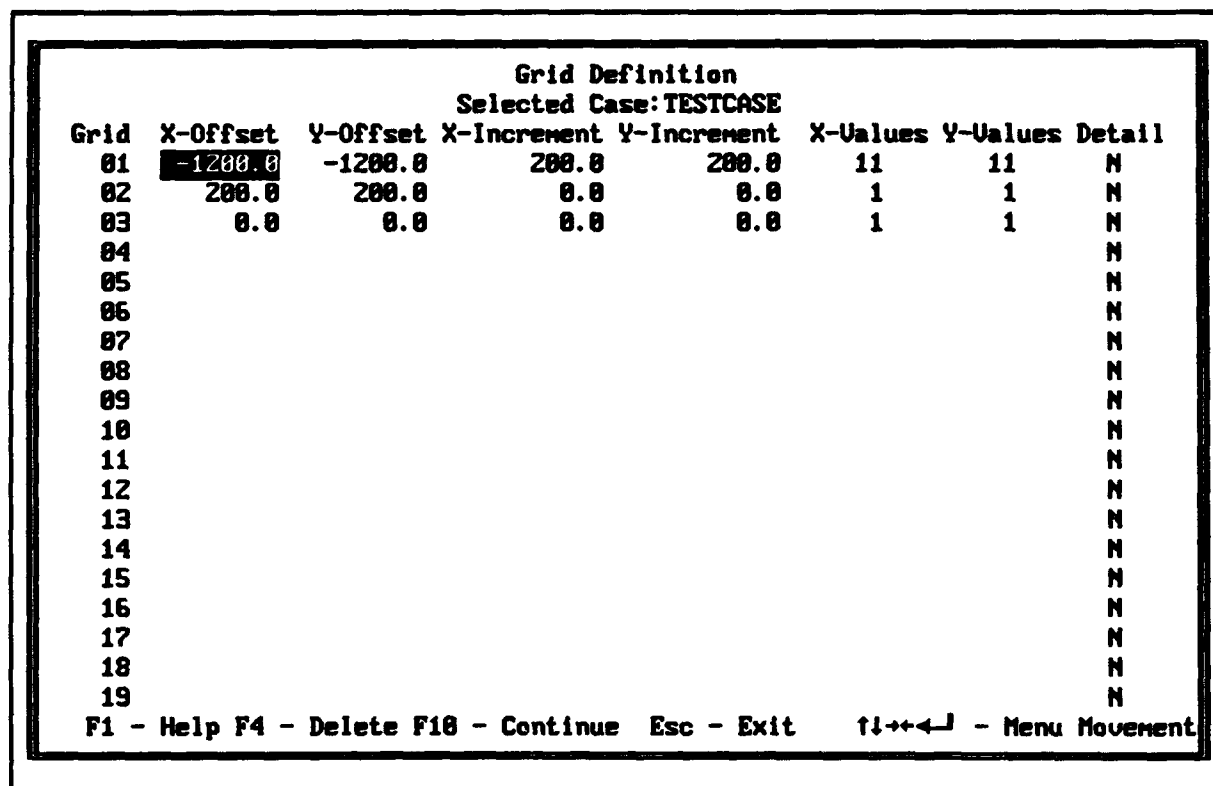 Grid Definition
Selected Case:TESTCASE
Grid X-Offset Y-Offset X-Increment Y-Increment X-Values Y-Values Detail
01 -1200.0 -1200.0 200.0 200.0 11 11 N
02 200.0 200.0 0.0 0.0 1 1 N
03 0.0 0.0 0.0 0.0 1 1 N
04 N
05 N
06 N
07 N
08 N
09 N
10 N
11 N
12 N
13 N
14 N
15 N
16 N
17 N
18 N
19 N
F1 - Help F4 - Delete F10 - Continue Esc - Exit ↑↓→←◄┘ - Menu Movement